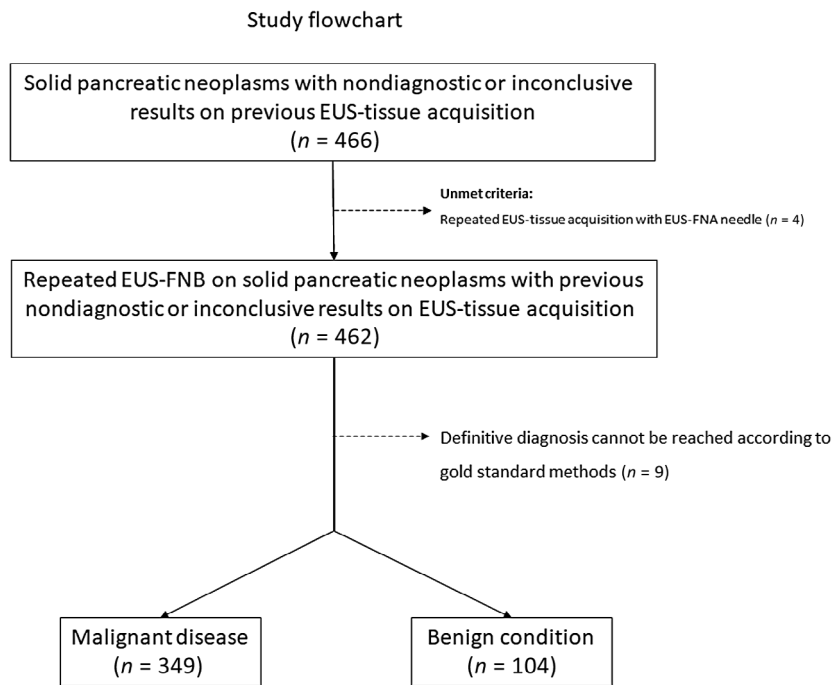 Study flowchart
Solid pancreatic neoplasms with nondiagnostic or inconclusive
results on previous EUS-tissue acquisition
(n = 466)
Unmet criteria:
Repeated EUS-tissue acquisition with EUS-FNA needle (n = 4)
Repeated EUS-FNB on solid pancreatic neoplasms with previous
nondiagnostic or inconclusive results on EUS-tissue acquisition
(n = 462)
Definitive diagnosis cannot be reached according to
gold standard methods (n = 9)
Malignant disease
(n = 349)
Benign condition
(n = 104)